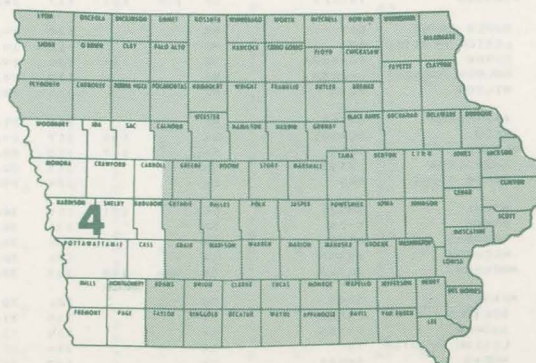 LYON OSCEOLA DICKINSON EMMET KOSSUTH WINNEBAGO WORTH MITCHELL HOWARD WINNESHIEK ALLAMAKEE
SIOUX O BRIEN CLAY PALO ALTO HANCOCK CERRO GORDO FLOYD CHICKASAW
FAYETTE CLAYTON
PLYMOUTH CHEROKEE BUENA VISTA POCAHONTAS HUMBOLDT WRIGHT FRANKLIN BUTLER BREMER
WOODBURY IDA SAC CALHOUN WEBSTER HAMILTON HARDIN GRUNDY BLACK HAWK BUCHANAN DELAWARE DUBUQUE
MONONA CRAWFORD CARROLL GREENE BOONE STORY MARSHALL TAMA BENTON LINN JONES JACKSON
CLINTON
CEDAR
HARRISON SHELBY AUDUBON GUTHRIE DALLAS POLK JASPER POWESHIEK IOWA JOHNSON SCOTT
4
MUSCATINE
POTTAWATTAMIE CASS ADAIR MADISON WARREN MARION MAHASKA KEOKUK WASHINGTON
LOUISA
MILLS MONTGOMERY ADAMS UNION CLARKE LUCAS MONROE WAPELLO JEFFERSON HENRY DES MOINES
FREMONT PAGE TAYLOR RINGGOLD DECATUR WAYNE APPANOOSE DAVIS VAN BUREN LEE